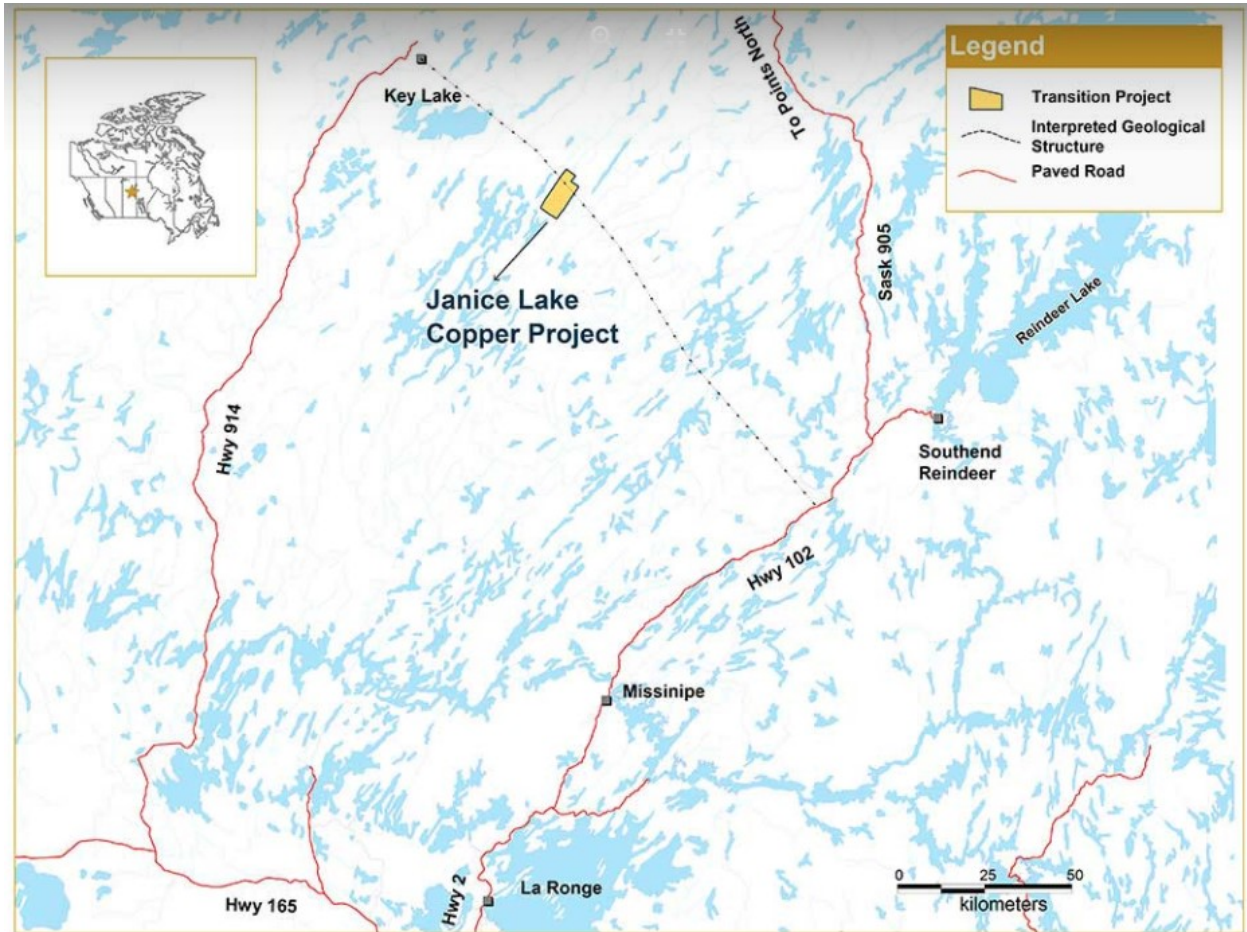 Legend
Transition Project
Interpreted Geological
Structure
Paved Road
To Points North
Key Lake
Sask 905
Janice Lake
Copper Project
Reindeer Lake
Hwy 914
Southend
Reindeer
Hwy 102
Missinipe
La Ronge
Hwy 2
Hwy 165
0 25 50
kilometers